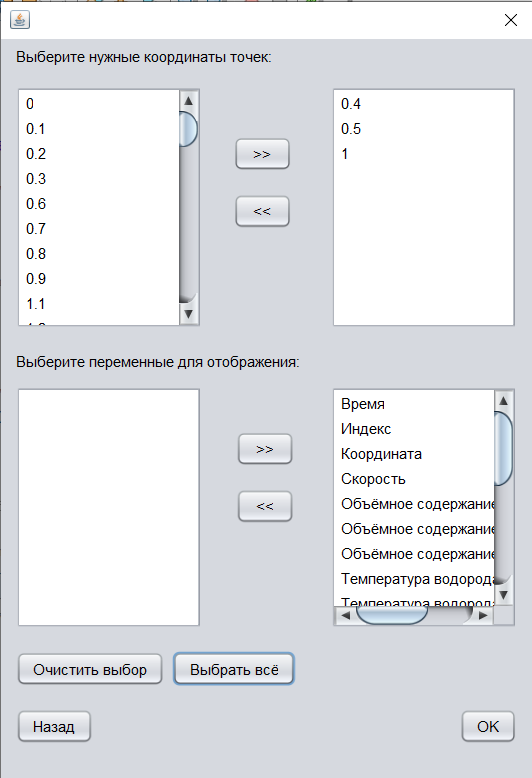 Выберите нужные координаты точек:
0
0.1
0.2
0.3
0.6
0.7
0.8
0.9
1.1
>>
<<
0.4
0.5
1
Выберите переменные для отображения:
>>
<<
Время
Индекс
Координата
Скорость
Объёмное содержание
Объёмное содержание
Объёмное содержание
Температура водорода
Температура водорода
Очистить выбор
Выбрать всё
Назад
OK